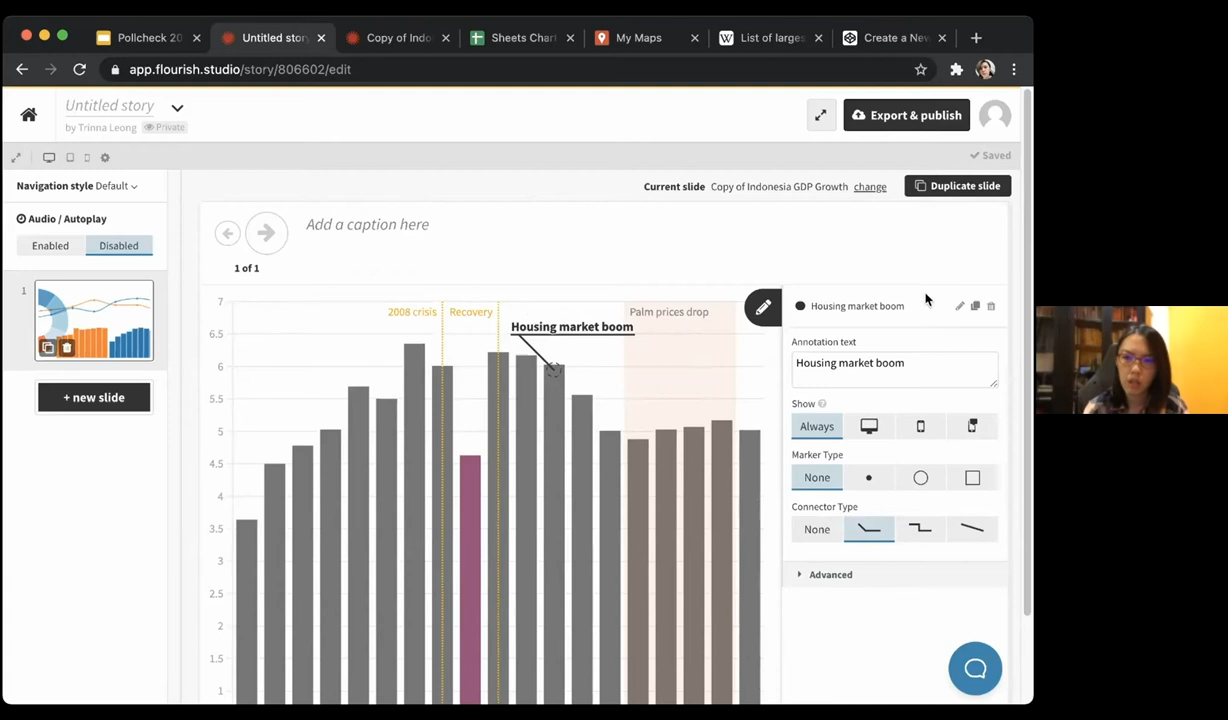 Pollcheck 20
Untitled story
Copy of Indo
Sheets Chart
My Maps
List of larges
Create a New
app.flourish.studio/story/806602/edit
Untitled story
by Trinna Leong Private
Export & publish
Saved
Navigation style Default
Current slide Copy of Indonesia GDP Growth change
Duplicate slide
Audio / Autoplay
Enabled Disabled
Add a caption here
1 of 1
1
+ new slide
7
6
5.5
5
4.5
4
3.5
3
2.5
2
1.5
1
2008 crisis
Recovery
Housing market boom
Palm prices drop
Housing market boom
Annotation text
Housing market boom
Show
Always
Marker Type
None
Connector Type
None
Advanced